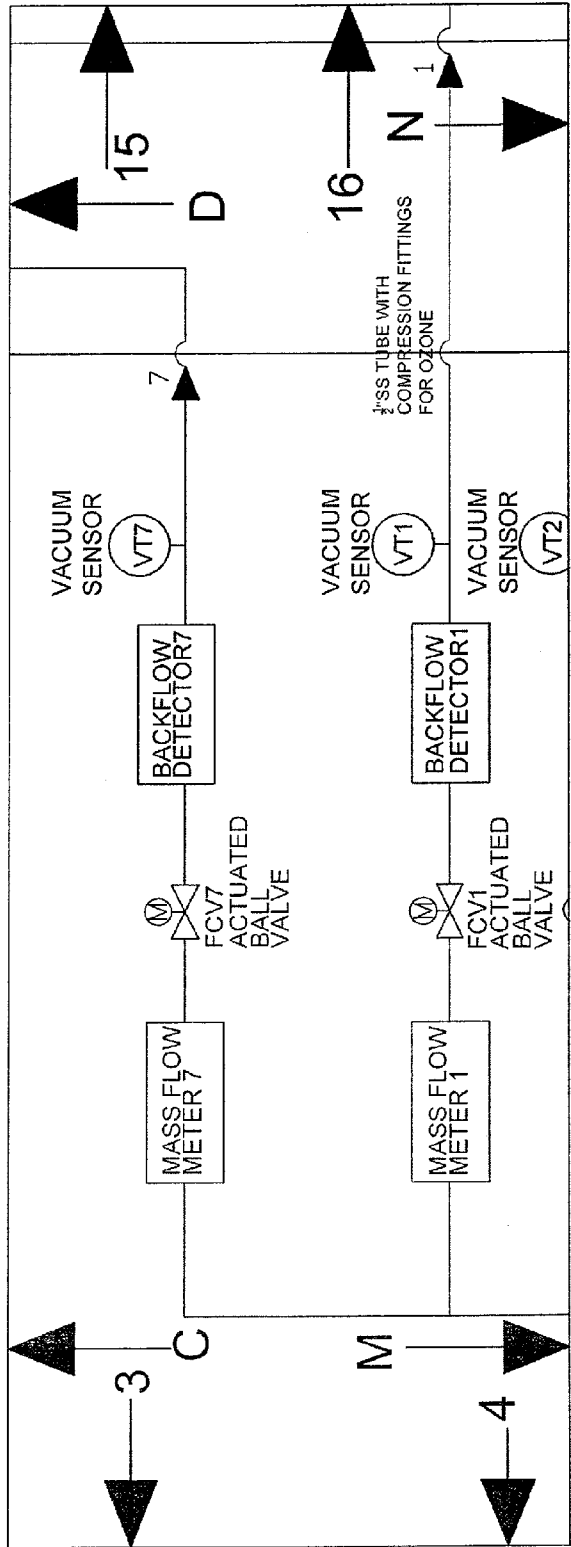 3
C
MASS FLOW
METER 7
M
FCV7
ACTUATED
BALL
VALVE
BACKFLOW
DETECTOR7
VACUUM
SENSOR
VT7
7
D
15
16
4
M
MASS FLOW
METER 1
M
FCV1
ACTUATED
BALL
VALVE
BACKFLOW
DETECTOR1
VACUUM
SENSOR
VT1
VACUUM
SENSOR
VT2
½"SS TUBE WITH
COMPRESSION FITTINGS
FOR OZONE
1
N